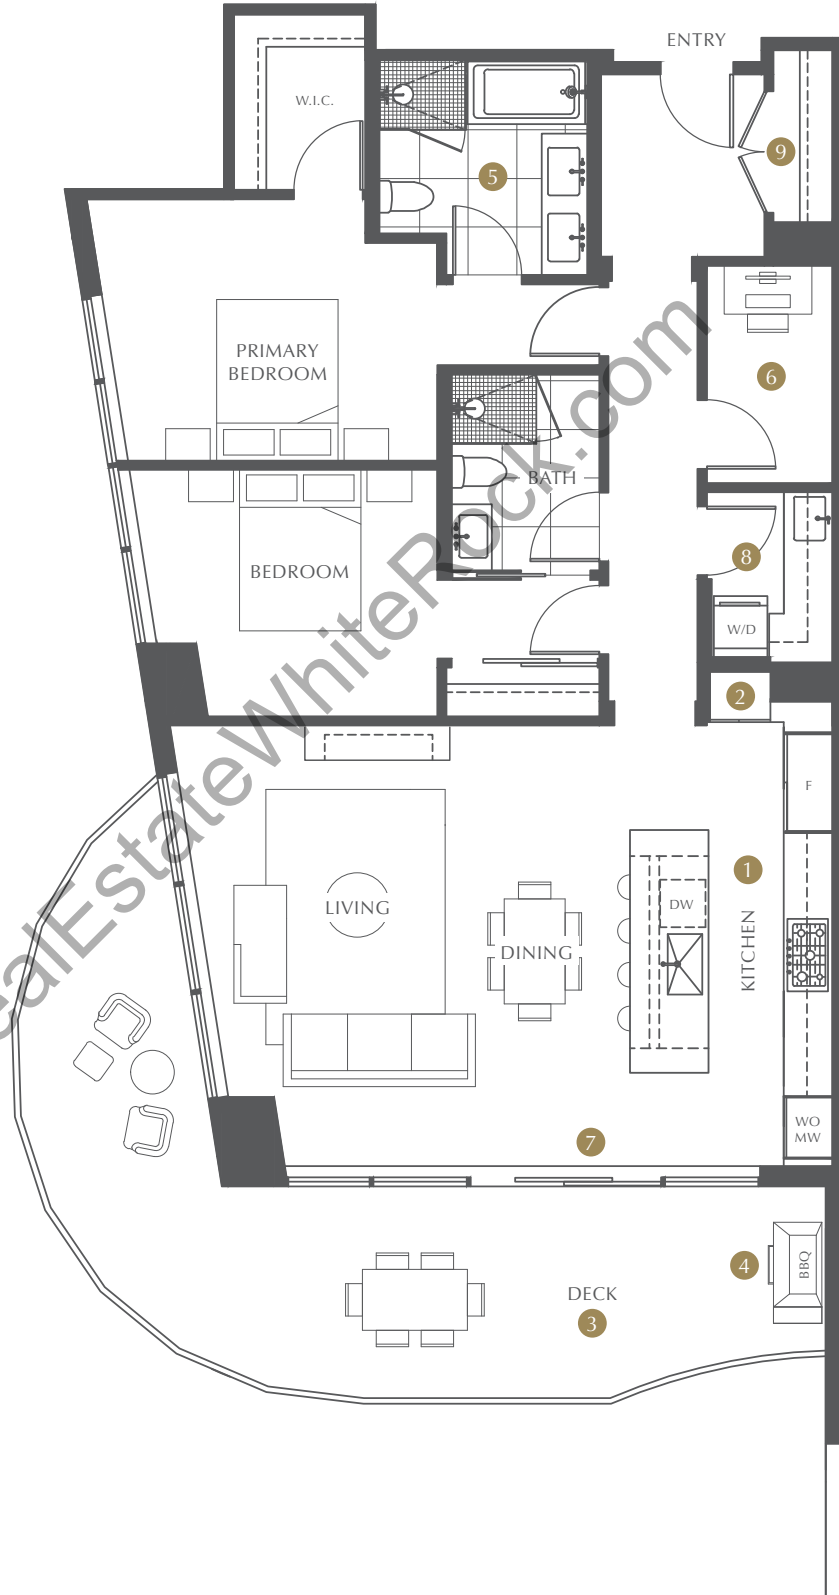 ENTRY
W.I.C.
9
5
PRIMARY
BEDROOM
6
BATH
BEDROOM
8
W/D
2
F
1
KITCHEN
LIVING
DW
DINING
WO
MW
7
4
BBQ
DECK
3
ealEstateWhiteRock.com